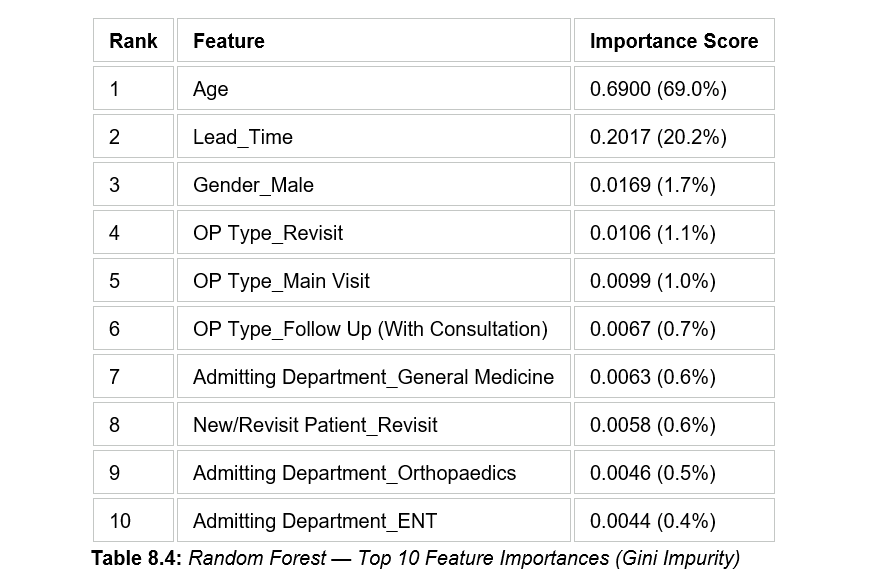 Rank Feature Importance Score
1 Age 0.6900 (69.0%)
2 Lead_Time 0.2017 (20.2%)
3 Gender_Male 0.0169 (1.7%)
4 OP Type_Revisit 0.0106 (1.1%)
5 OP Type_Main Visit 0.0099 (1.0%)
6 OP Type_Follow Up (With Consultation) 0.0067 (0.7%)
7 Admitting Department_General Medicine 0.0063 (0.6%)
8 New/Revisit Patient_Revisit 0.0058 (0.6%)
9 Admitting Department_Orthopaedics 0.0046 (0.5%)
10 Admitting Department_ENT 0.0044 (0.4%)
Table 8.4: Random Forest — Top 10 Feature Importances (Gini Impurity)